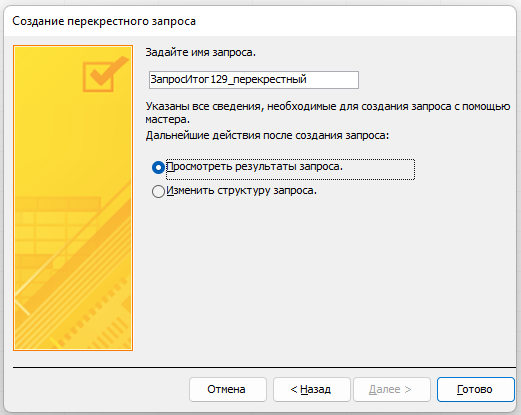 Создание перекрестного запроса
Задайте имя запроса.
ЗапросИтог129_перекрестный
Указаны все сведения, необходимые для создания запроса с помощью
мастера.
Дальнейшие действия после создания запроса:
Просмотреть результаты запроса.
Изменить структуру запроса.
Отмена
< Назад
Далее >
Готово